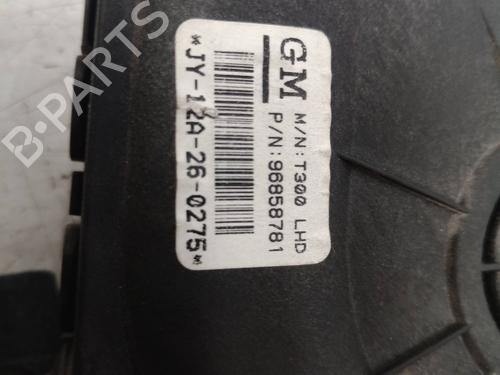 GM
M/N:T300 LHD
P/N:96858781
*JY-12A-26-0275*
B-PARTS